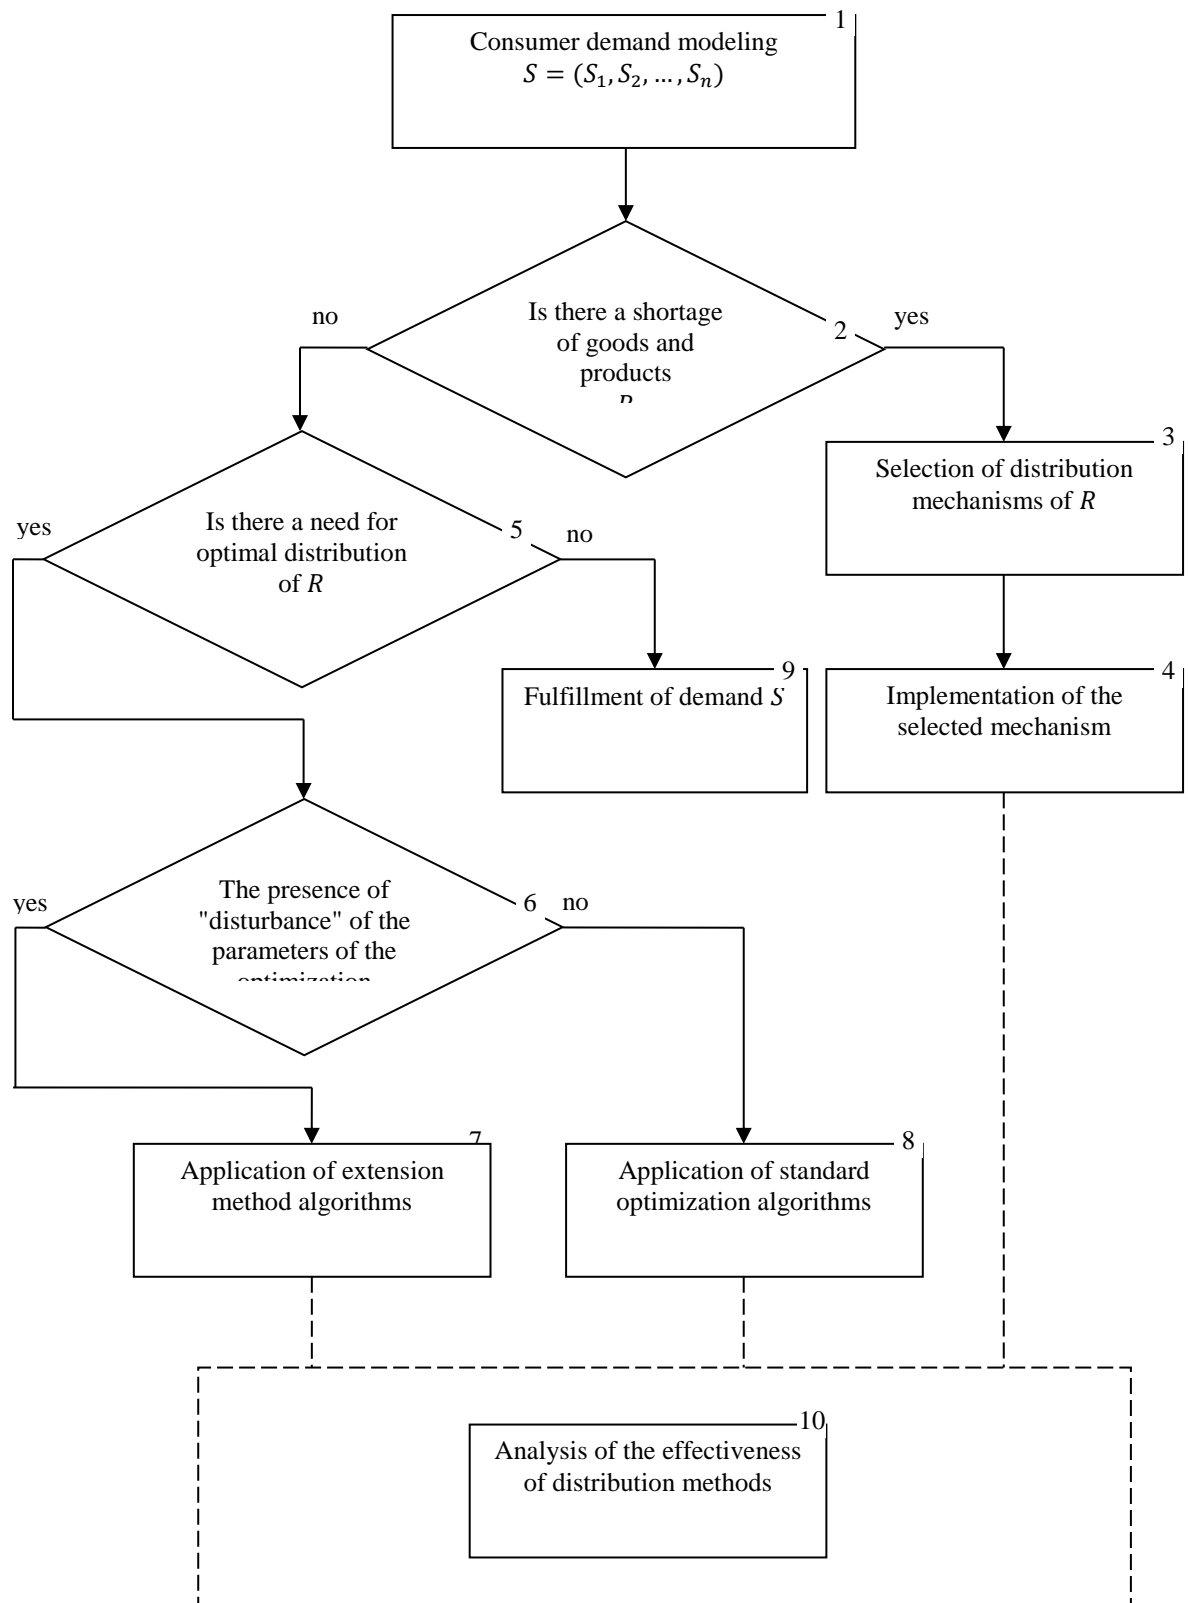 1
Consumer demand modeling
S = (S₁, S₂, … , Sₙ)
no
Is there a shortage
of goods and
products
2
yes
3
Selection of distribution
mechanisms of R
yes
Is there a need for
optimal distribution
of R
5
no
9
Fulfillment of demand S
4
Implementation of the
selected mechanism
yes
The presence of
"disturbance" of the
parameters of the
optimization
6
no
7
Application of extension
method algorithms
8
Application of standard
optimization algorithms
10
Analysis of the effectiveness
of distribution methods